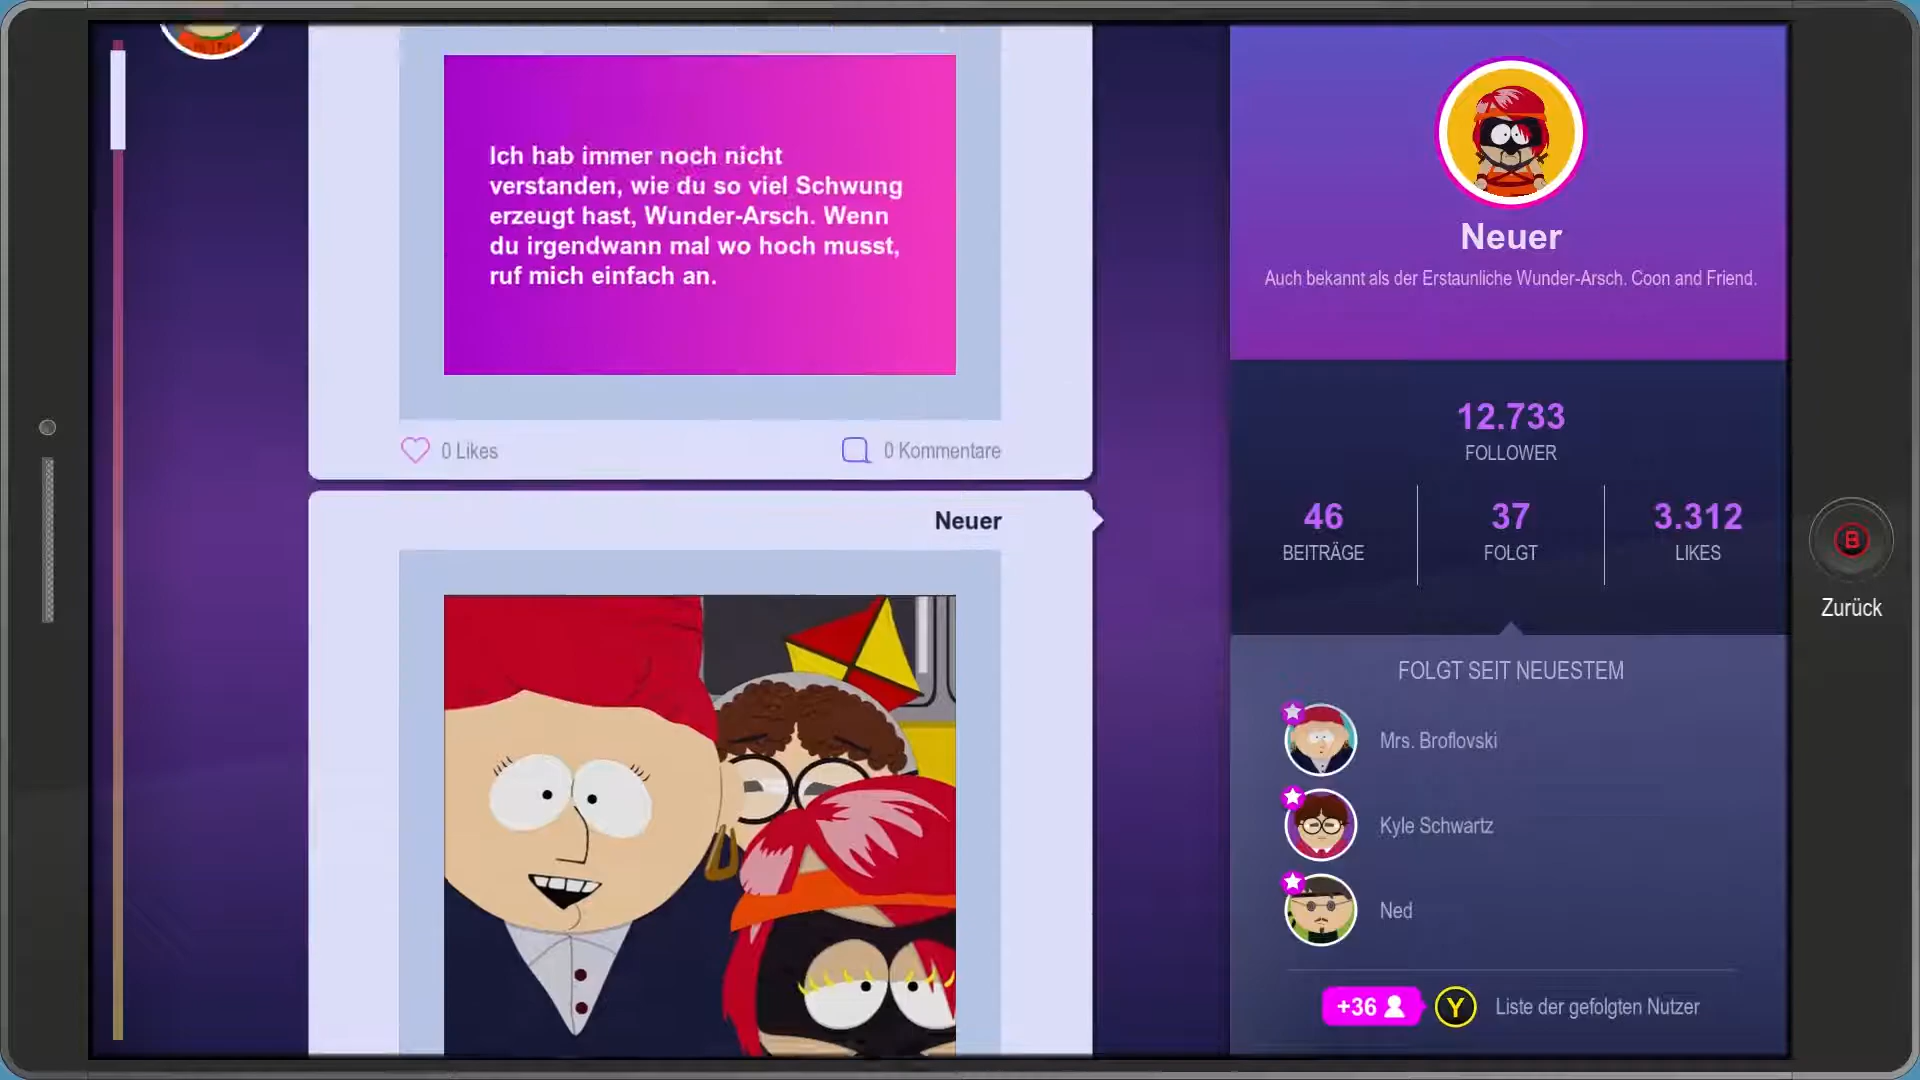 Ich hab immer noch nicht
verstanden, wie du so viel Schwung
erzeugt hast, Wunder-Arsch. Wenn
du irgendwann mal wo hoch musst,
ruf mich einfach an.
0 Likes
0 Kommentare
Neuer
Neuer
Auch bekannt als der Erstaunliche Wunder-Arsch. Coon and Friend.
12.733
FOLLOWER
46
BEITRÄGE
37
FOLGT
3.312
LIKES
FOLGT SEIT NEUESTEM
Mrs. Broflovski
Kyle Schwartz
Ned
+36
Y
Liste der gefolgten Nutzer
B
Zurück